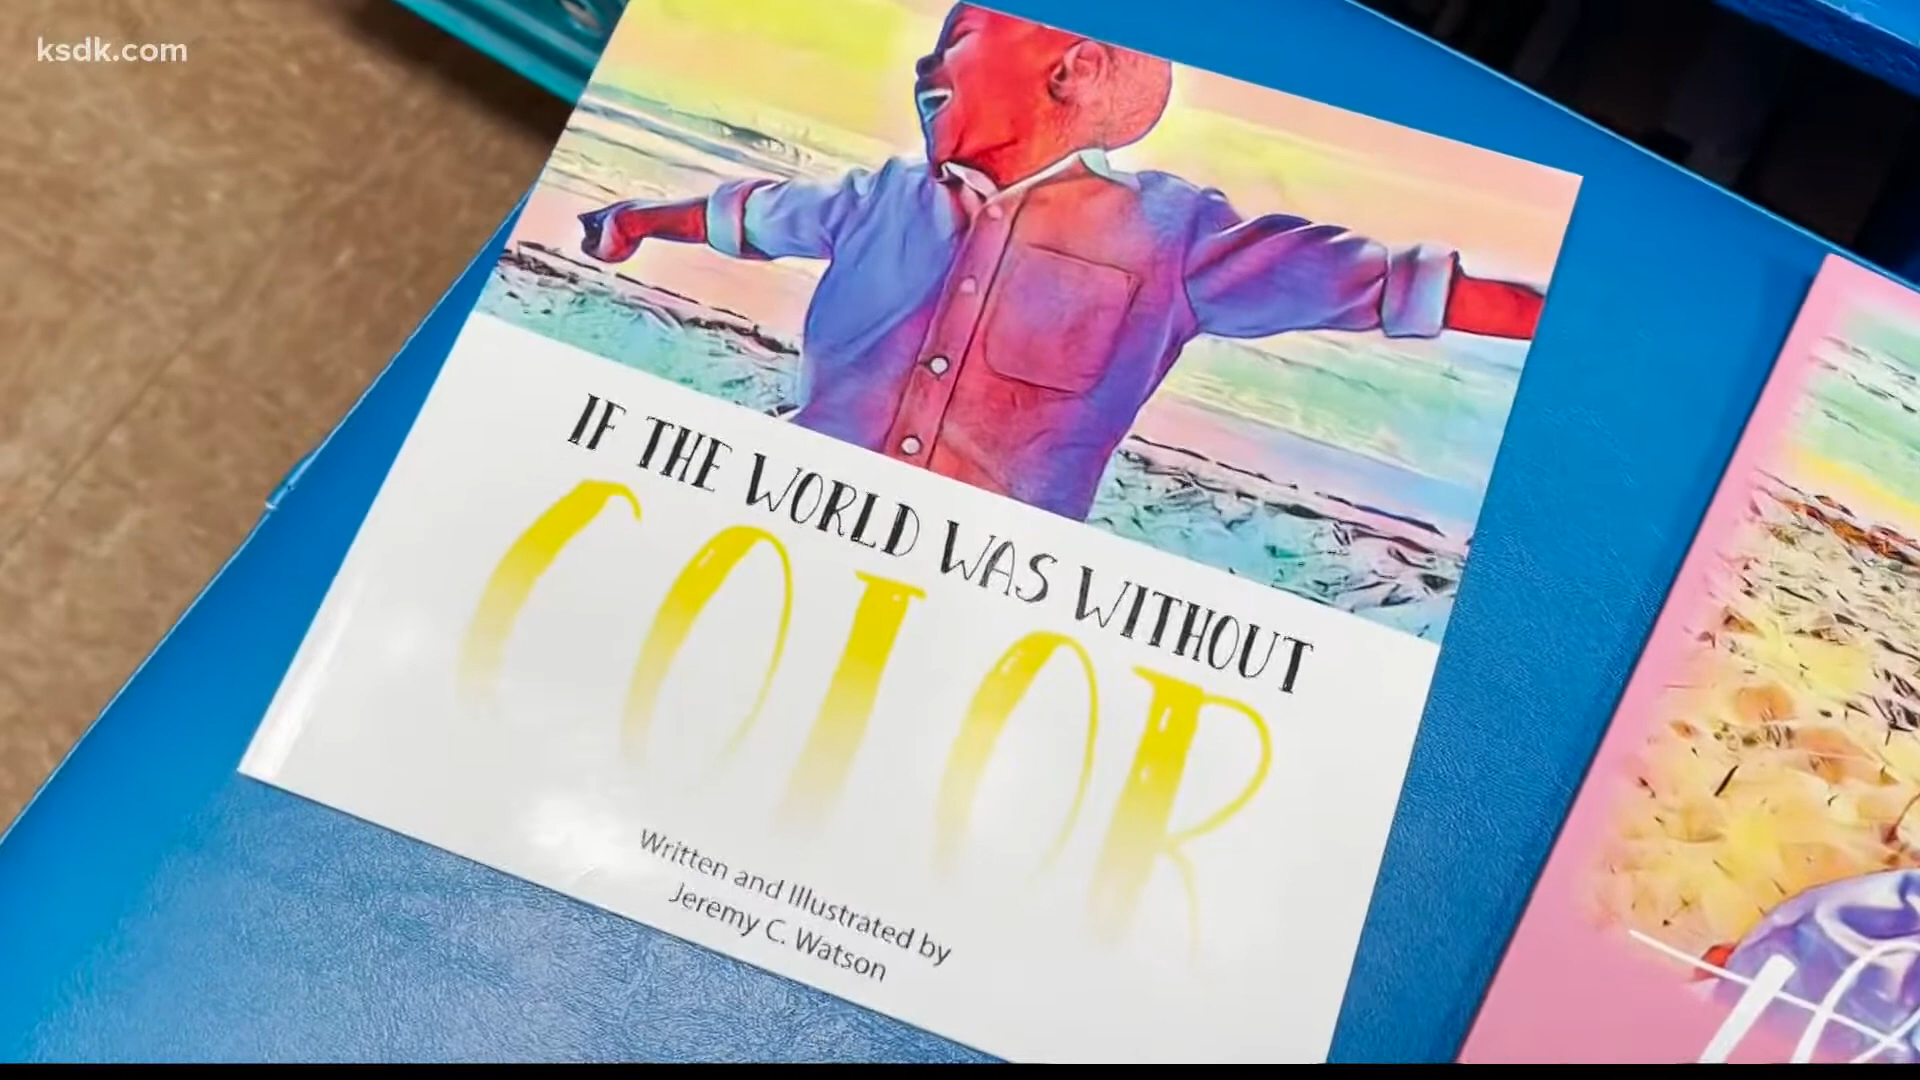 ksdk.com
IF THE WORLD WAS WITHOUT
COLOR
Written and Illustrated by
Jeremy C. Watson